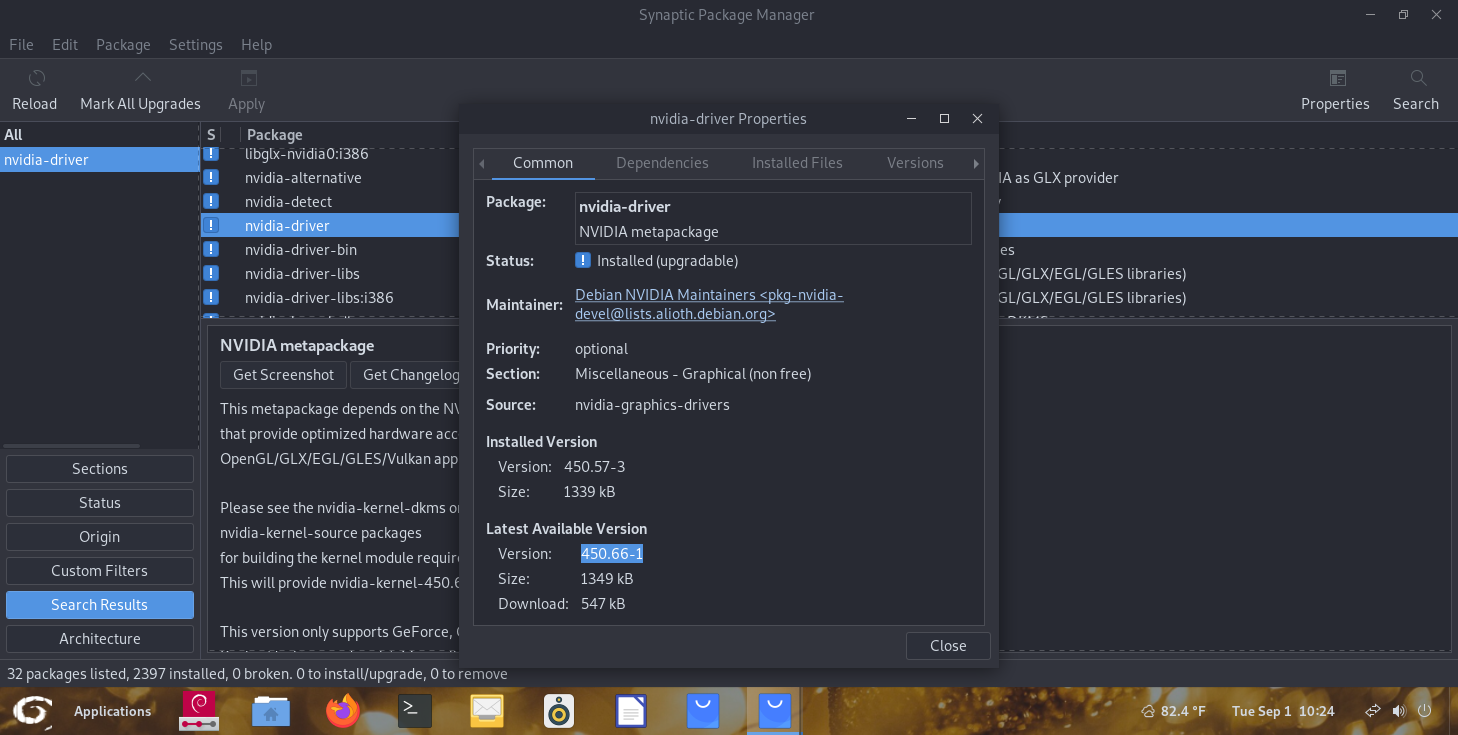 Synaptic Package Manager
File Edit Package Settings Help
Reload Mark All Upgrades Apply Properties Search
All
nvidia-driver
S Package
libglx-nvidia0:i386
nvidia-alternative
IA as GLX provider
nvidia-detect
nvidia-driver
nvidia-driver-bin
es
nvidia-driver-libs
GL/GLX/EGL/GLES libraries)
nvidia-driver-libs:i386
GL/GLX/EGL/GLES libraries)
NVIDIA metapackage
Get Screenshot Get Changelog
This metapackage depends on the NV
that provide optimized hardware acc
OpenGL/GLX/EGL/GLES/Vulkan app
Please see the nvidia-kernel-dkms o
nvidia-kernel-source packages
for building the kernel module require
This will provide nvidia-kernel-450.6
This version only supports GeForce,
nvidia-driver Properties
Common Dependencies Installed Files Versions
Package: nvidia-driver
NVIDIA metapackage
Status: ! Installed (upgradable)
Maintainer: Debian NVIDIA Maintainers <pkg-nvidia-
devel@lists.alioth.debian.org>
Priority: optional
Section: Miscellaneous - Graphical (non free)
Source: nvidia-graphics-drivers
Installed Version
Version: 450.57-3
Size: 1339 kB
Latest Available Version
Version: 450.66-1
Size: 1349 kB
Download: 547 kB
Close
Sections
Status
Origin
Custom Filters
Search Results
Architecture
32 packages listed, 2397 installed, 0 broken. 0 to install/upgrade, 0 to remove
Applications
82.4 °F Tue Sep 1 10:24